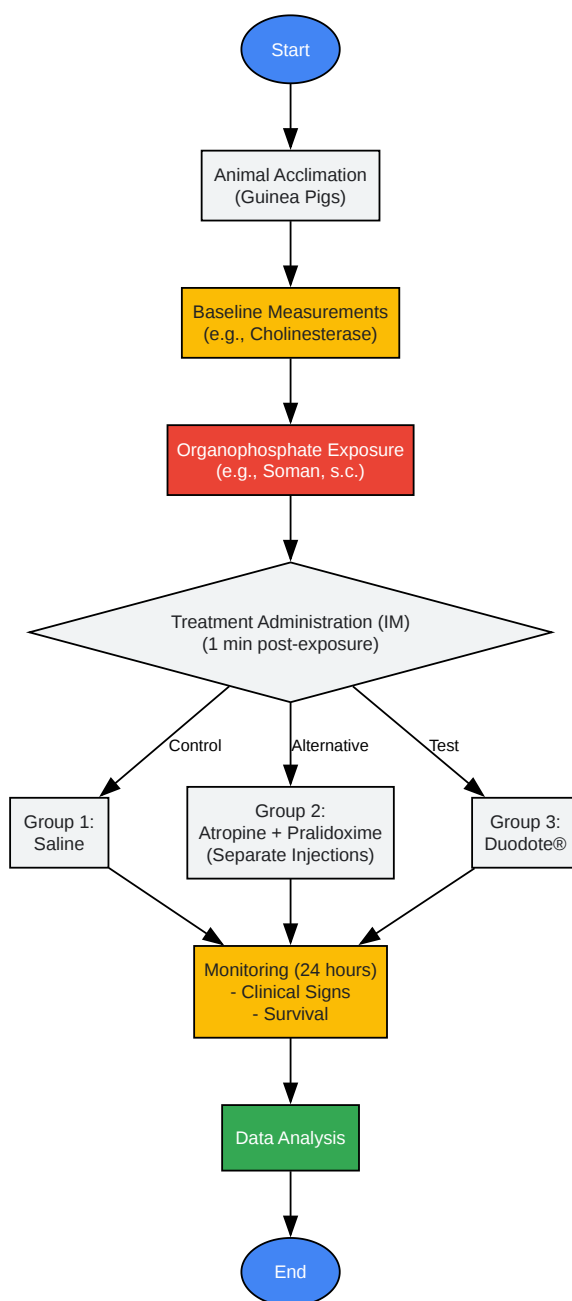 Start
Animal Acclimation
(Guinea Pigs)
Baseline Measurements
(e.g., Cholinesterase)
Organophosphate Exposure
(e.g., Soman, s.c.)
Treatment Administration (IM)
(1 min post-exposure)
Control
Alternative
Test
Group 1:
Saline
Group 2:
Atropine + Pralidoxime
(Separate Injections)
Group 3:
Duodote®
Monitoring (24 hours)
- Clinical Signs
- Survival
Data Analysis
End